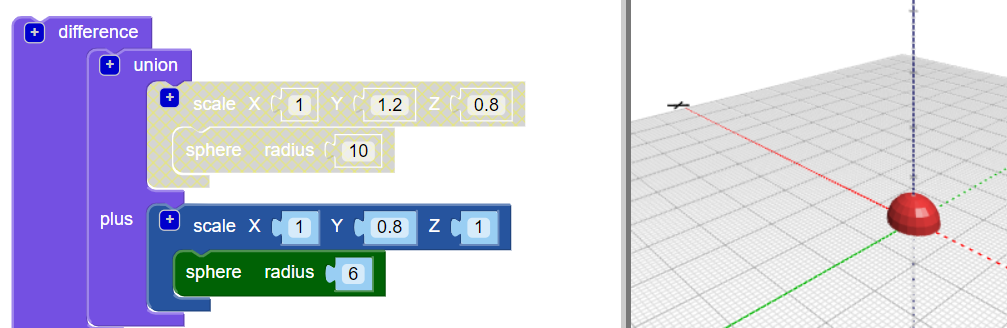 + difference
+ union
+ scale X 1 Y 1.2 Z 0.8
sphere radius 10
plus + scale X 1 Y 0.8 Z 1
sphere radius 6